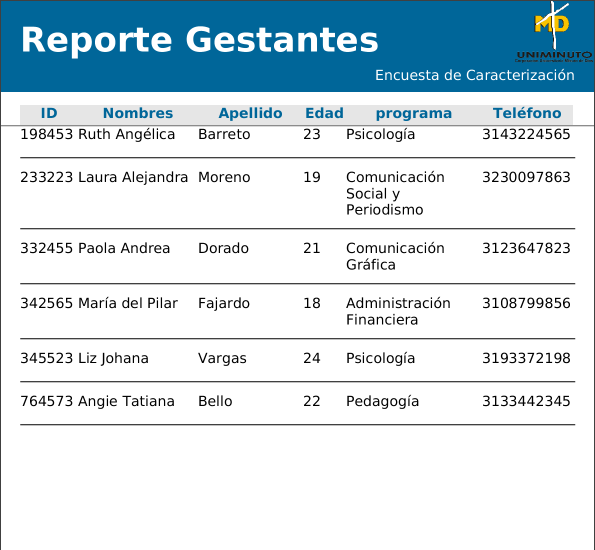 Reporte Gestantes
MD
UNIMINUTO
Encuesta de Caracterización
ID Nombres Apellido Edad programa Teléfono
198453 Ruth Angélica Barreto 23 Psicología 3143224565
233223 Laura Alejandra Moreno 19 Comunicación 3230097863
Social y
Periodismo
332455 Paola Andrea Dorado 21 Comunicación 3123647823
Gráfica
342565 María del Pilar Fajardo 18 Administración 3108799856
Financiera
345523 Liz Johana Vargas 24 Psicología 3193372198
764573 Angie Tatiana Bello 22 Pedagogía 3133442345